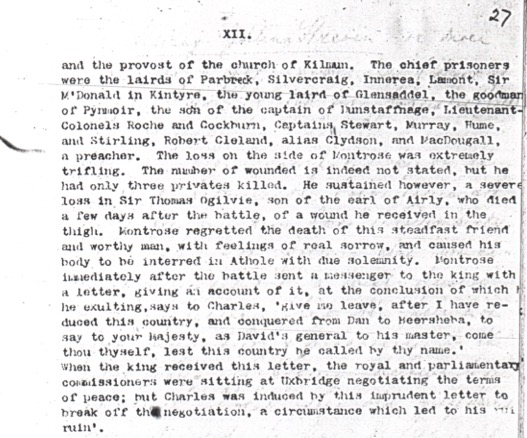 27
XII.
and the provost of the church of Kilmun. The chief prisoners
were the lairds of Parbreck, Silvercraig, Innerea, Lamont, Sir
M'Donald in Kintyre, the young laird of Glensaddel, the goodman
of Pynmoir, the son of the captain of Dunstaffnage, Lieutenant-
Colonels Roche and Cockburn, Captains Stewart, Murray, Hume,
and Stirling, Robert Cleland, alias Clydson, and MacDougall,
a preacher. The loss on the side of Montrose was extremely
trifling. The number of wounded is indeed not stated, but he
had only three privates killed. He sustained however, a severe
loss in Sir Thomas Ogilvie, son of the earl of Airly, who died
a few days after the battle, of a wound he received in the
thigh. Montrose regretted the death of this steadfast friend
and worthy man, with feelings of real sorrow, and caused his
body to be interred in Athole with due solemnity. Montrose
immediately after the battle sent a messenger to the king with
a letter, giving an account of it, at the conclusion of which
he exulting,says to Charles, 'give me leave, after I have re-
duced this country, and conquered from Dan to Beersheba, to
say to your Majesty, as David's general to his master, come
thou thyself, lest this country be called by thy name.'
When the king received this letter, the royal and parliamentary
commissioners were sitting at Uxbridge negotiating the terms
of peace; but Charles was induced by this imprudent letter to
break off the negotiation, a circumstance which led to his
ruin'.